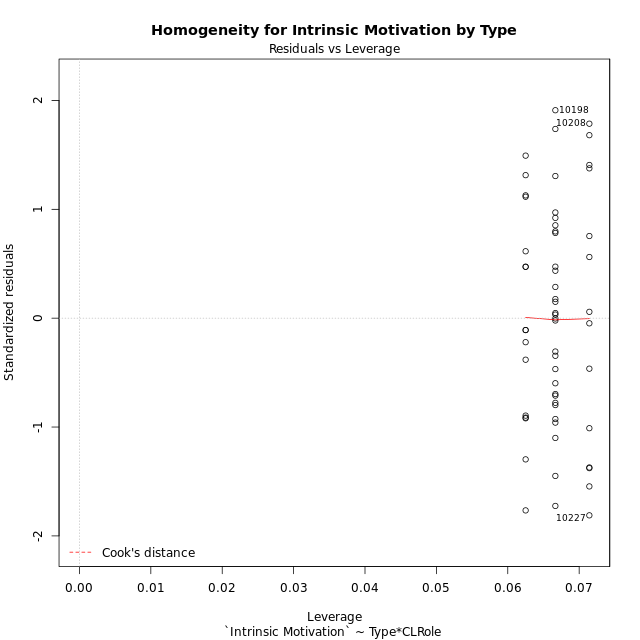 Homogeneity for Intrinsic Motivation by Type
Residuals vs Leverage
Standardized residuals
2
1
0
-1
-2
10198
10208
10227
Cook's distance
0.00 0.01 0.02 0.03 0.04 0.05 0.06 0.07
Leverage
`Intrinsic Motivation` ~ Type*CLRole